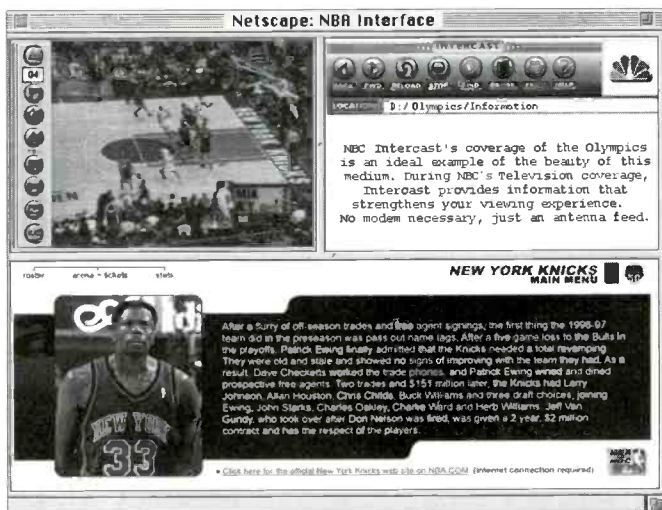 Netscape: NBA Interface
04
INTERCAST
BACK FWD RELOAD STOP FIND HELP
LOCATION D:/Olympics/Information
NBC Intercast's coverage of the Olympics
is an ideal example of the beauty of this
medium. During NBC's Television coverage,
Intercast provides information that
strengthens your viewing experience.
No modem necessary, just an antenna feed.
roster arena - tickets stats
NEW YORK KNICKS
MAIN MENU
After a flurry of off-season trades and free agent signings, the first thing the 1996-97
team did in the preseason was pass out name tags. After a five game loss to the Bulls in
the playoffs, Patrick Ewing finally admitted that the Knicks needed a total revamping.
They were old and stale and showed no signs of improving with the team they had. As a
result, Dave Checketts worked the trade phones, and Patrick Ewing wined and dined
prospective free agents. Two trades and $151 million later, the Knicks had Larry
Johnson, Allan Houston, Chris Childs, Buck Williams and three draft choices, joining
Ewing, John Starks, Charles Oakley, Charlie Ward and Herb Williams. Jeff Van
Gundy, who took over after Don Nelson was fired, was given a 2 year, $2 million
contract and has the respect of the players.
NEW YORK
33
• Click here for the official New York Knicks web site on NBA.COM (internet connection required)